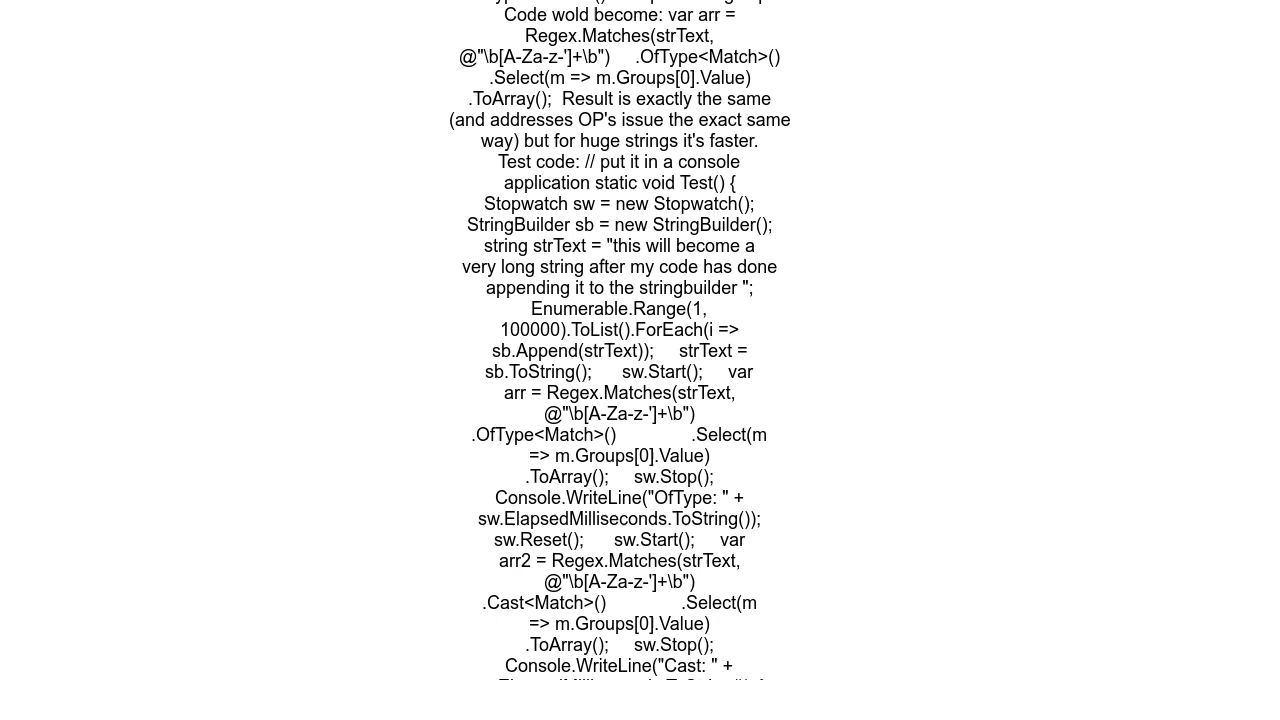 Code wold become: var arr =
Regex.Matches(strText,
@"\b[A-Za-z-']+\b")     .OfType<Match>()
.Select(m => m.Groups[0].Value)
.ToArray();  Result is exactly the same
(and addresses OP's issue the exact same
way) but for huge strings it's faster.
Test code: // put it in a console
application static void Test() {
Stopwatch sw = new Stopwatch();
StringBuilder sb = new StringBuilder();
string strText = "this will become a
very long string after my code has done
appending it to the stringbuilder ";
Enumerable.Range(1,
100000).ToList().ForEach(i =>
sb.Append(strText));     strText =
sb.ToString();      sw.Start();     var
arr = Regex.Matches(strText,
@"\b[A-Za-z-']+\b")
.OfType<Match>()               .Select(m
=> m.Groups[0].Value)
.ToArray();     sw.Stop();
Console.WriteLine("OfType: " +
sw.ElapsedMilliseconds.ToString());
sw.Reset();      sw.Start();     var
arr2 = Regex.Matches(strText,
@"\b[A-Za-z-']+\b")
.Cast<Match>()               .Select(m
=> m.Groups[0].Value)
.ToArray();     sw.Stop();
Console.WriteLine("Cast: " +